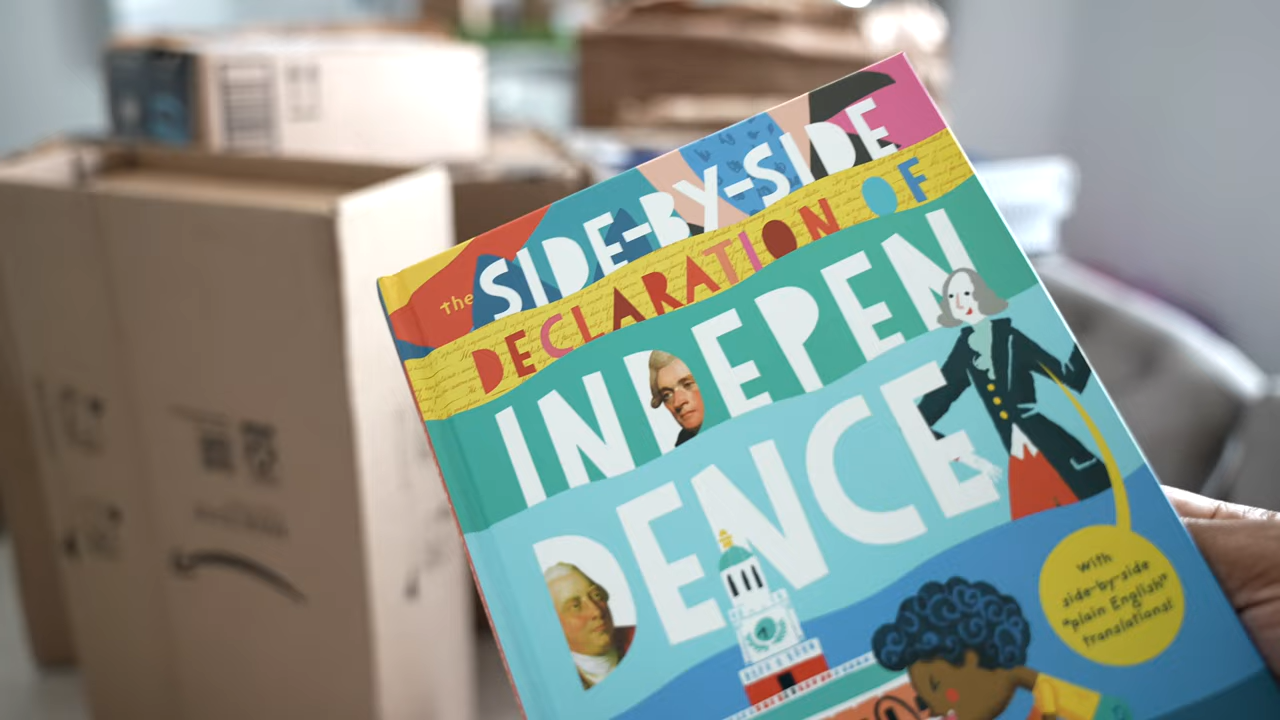 the SIDE-BY-SIDE
DECLARATION OF
INDEPEN
DENCE
With
side-by-side
"plain English"
translations!